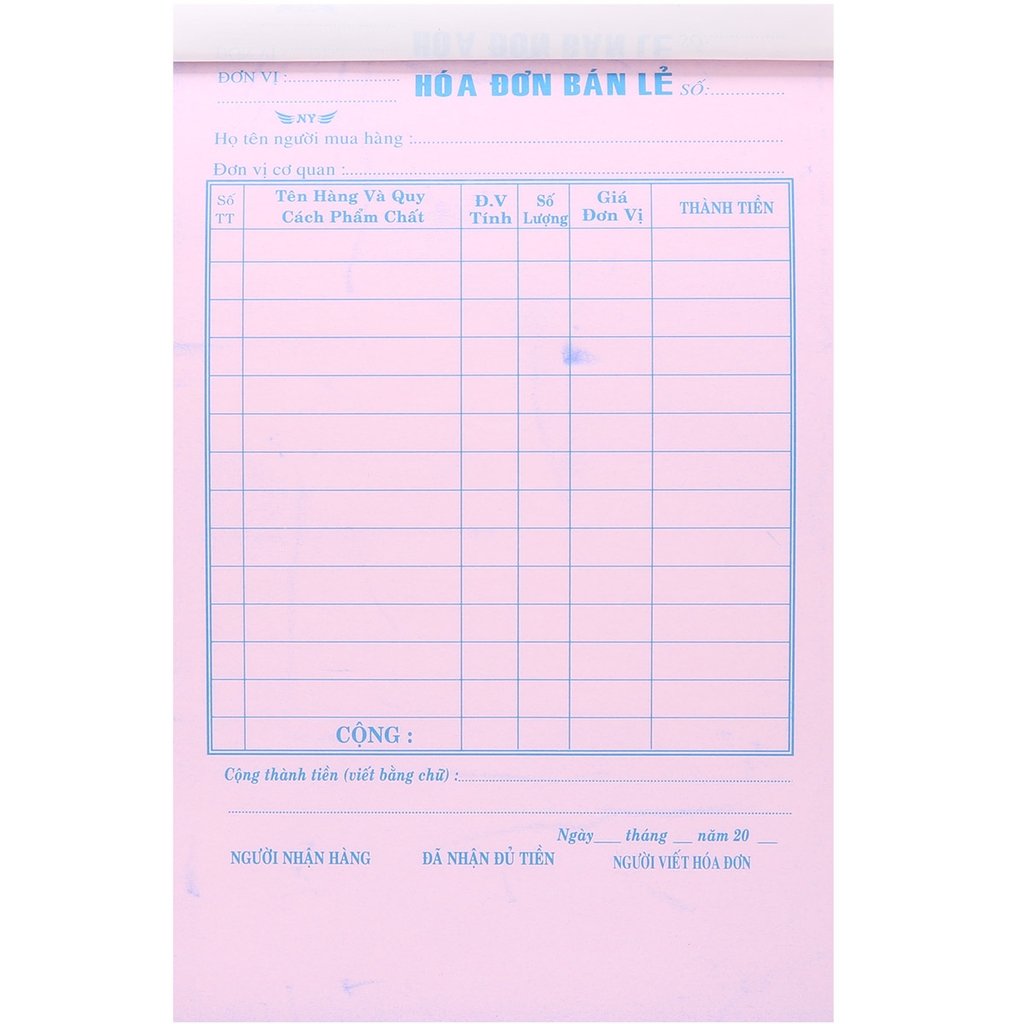 ĐƠN VỊ :
HÓA ĐƠN BÁN LẺ SỐ:
NY
Họ tên người mua hàng :
Đơn vị cơ quan :
Số TT
Tên Hàng Và Quy Cách Phẩm Chất
Đ.V Tính
Số Lượng
Giá Đơn Vị
THÀNH TIỀN
CỘNG :
Cộng thành tiền (viết bằng chữ) :
Ngày___ tháng __ năm 20 __
NGƯỜI NHẬN HÀNG
ĐÃ NHẬN ĐỦ TIỀN
NGƯỜI VIẾT HÓA ĐƠN